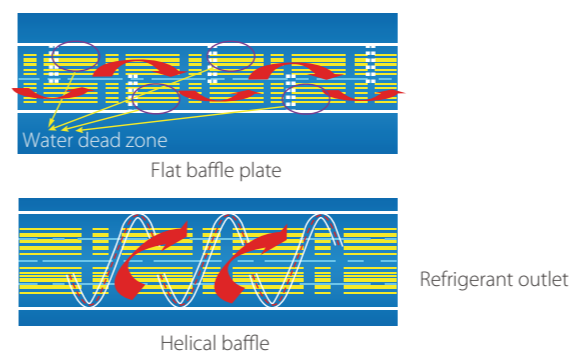 Water dead zone
Flat baffle plate
Refrigerant outlet
Helical baffle